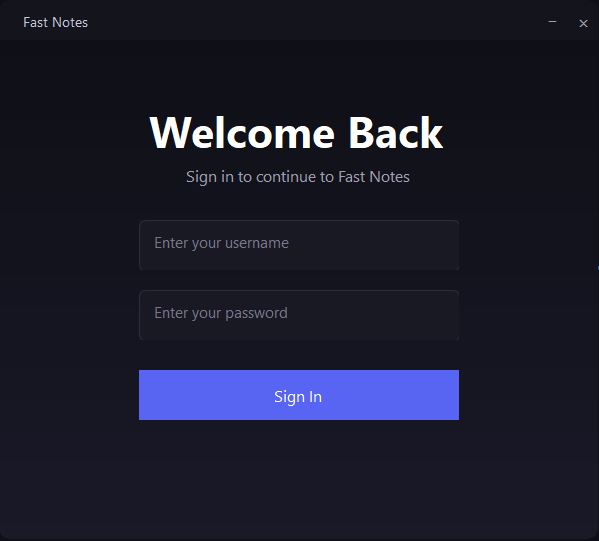 Fast Notes
Welcome Back
Sign in to continue to Fast Notes
Enter your username
Enter your password
Sign In